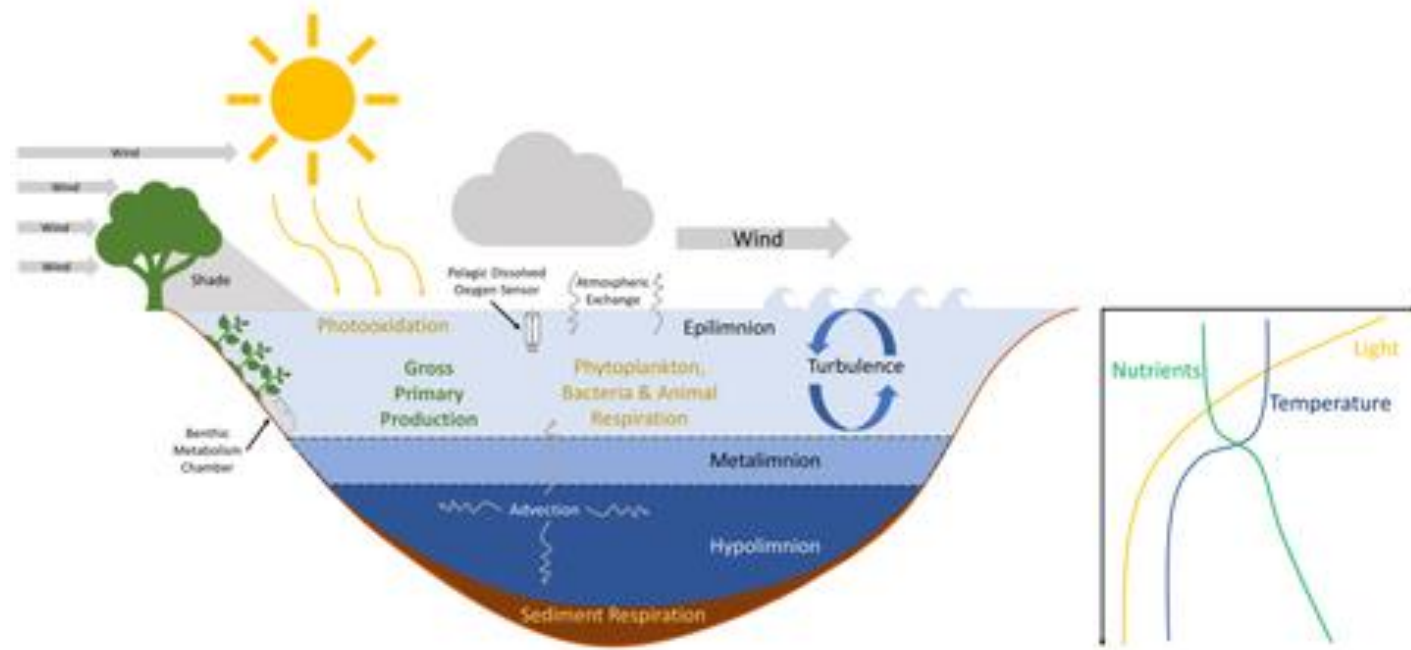 Wind
Wind
Wind
Wind
Wind
Shade
Pelagic Dissolved
Oxygen Sensor
Atmospheric
Exchange
Photooxidation
Epilimnion
Gross
Primary
Production
Phytoplankton,
Bacteria & Animal
Respiration
Turbulence
Benthic
Metabolism
Chamber
Metalimnion
Advection
Hypolimnion
Sediment Respiration
Light
Nutrients
Temperature